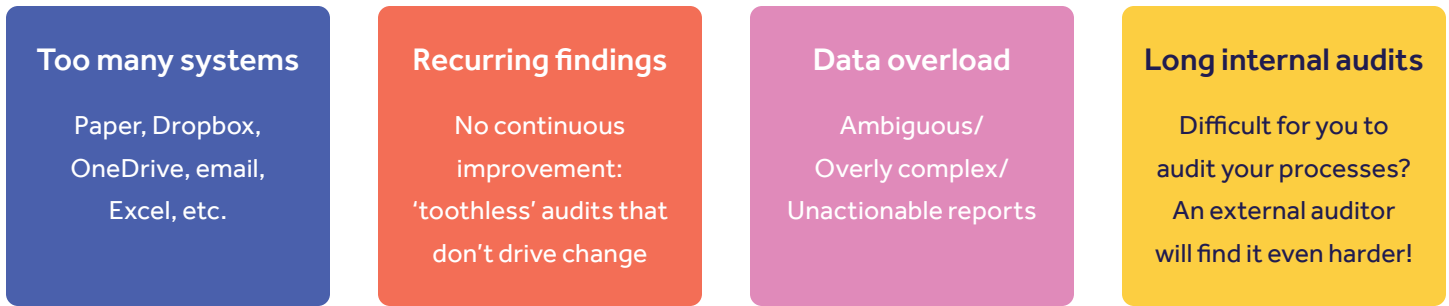 Too many systems
Paper, Dropbox,
OneDrive, email,
Excel, etc.
Recurring findings
No continuous
improvement:
‘toothless’ audits that
don’t drive change
Data overload
Ambiguous/
Overly complex/
Unactionable reports
Long internal audits
Difficult for you to
audit your processes?
An external auditor
will find it even harder!